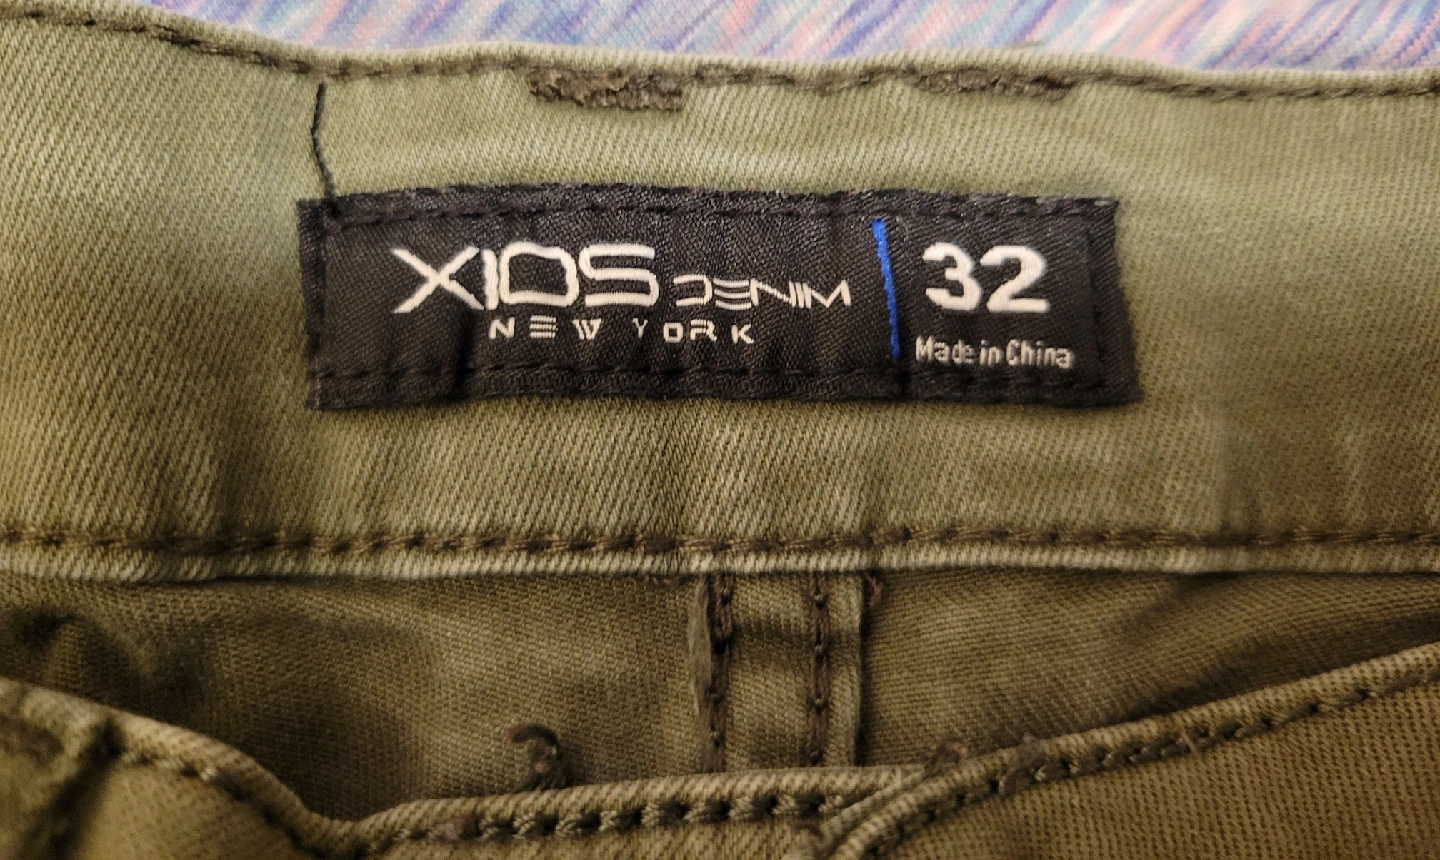 XIOS DENIM
NEW YORK
32
Made in China